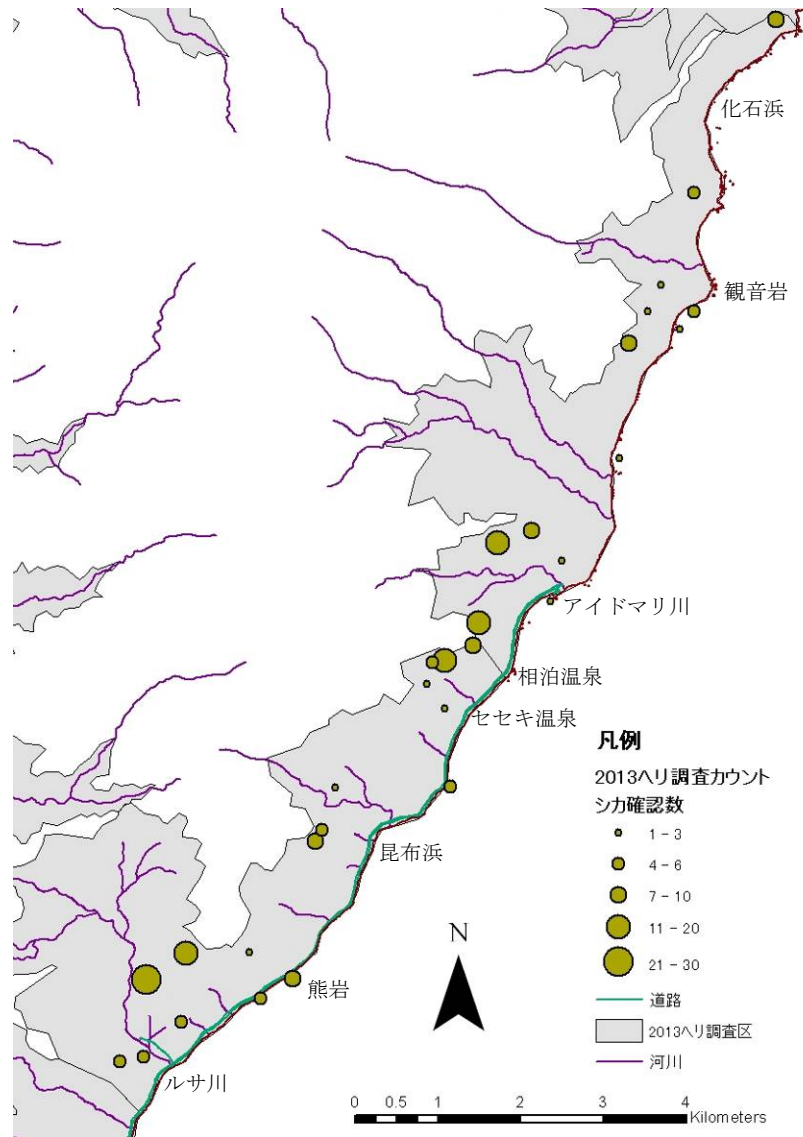 化石浜
観音岩
アイドマリ川
相泊温泉
セセキ温泉
昆布浜
熊岩
ルサ川
N
凡例
2013ヘリ調査カウント
シカ確認数
1 - 3
4 - 6
7 - 10
11 - 20
21 - 30
道路
2013ヘリ調査区
河川
0 0.5 1 2 3 4
Kilometers